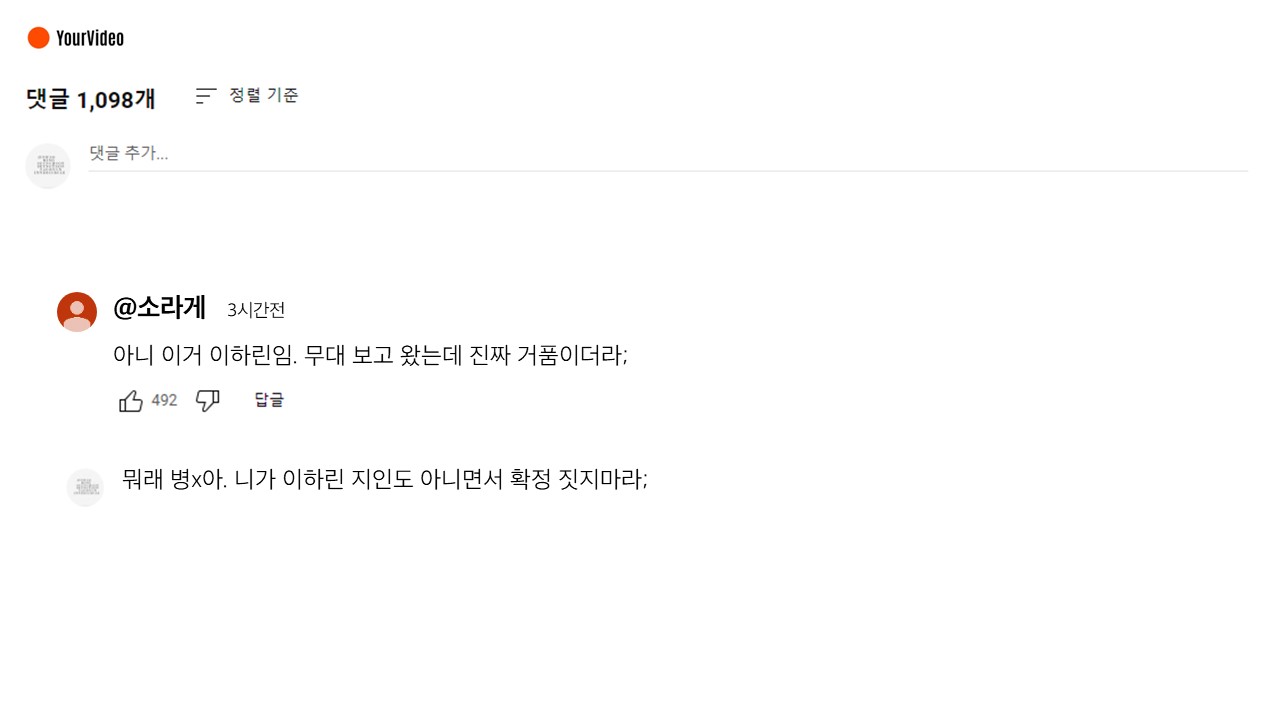 YourVideo
댓글 1,098개
정렬 기준
댓글 추가...
@소라게 3시간전
아니 이거 이하린임. 무대 보고 왔는데 진짜 거품이더라;
492 답글
뭐래 병x아. 니가 이하린 지인도 아니면서 확정 짓지마라;